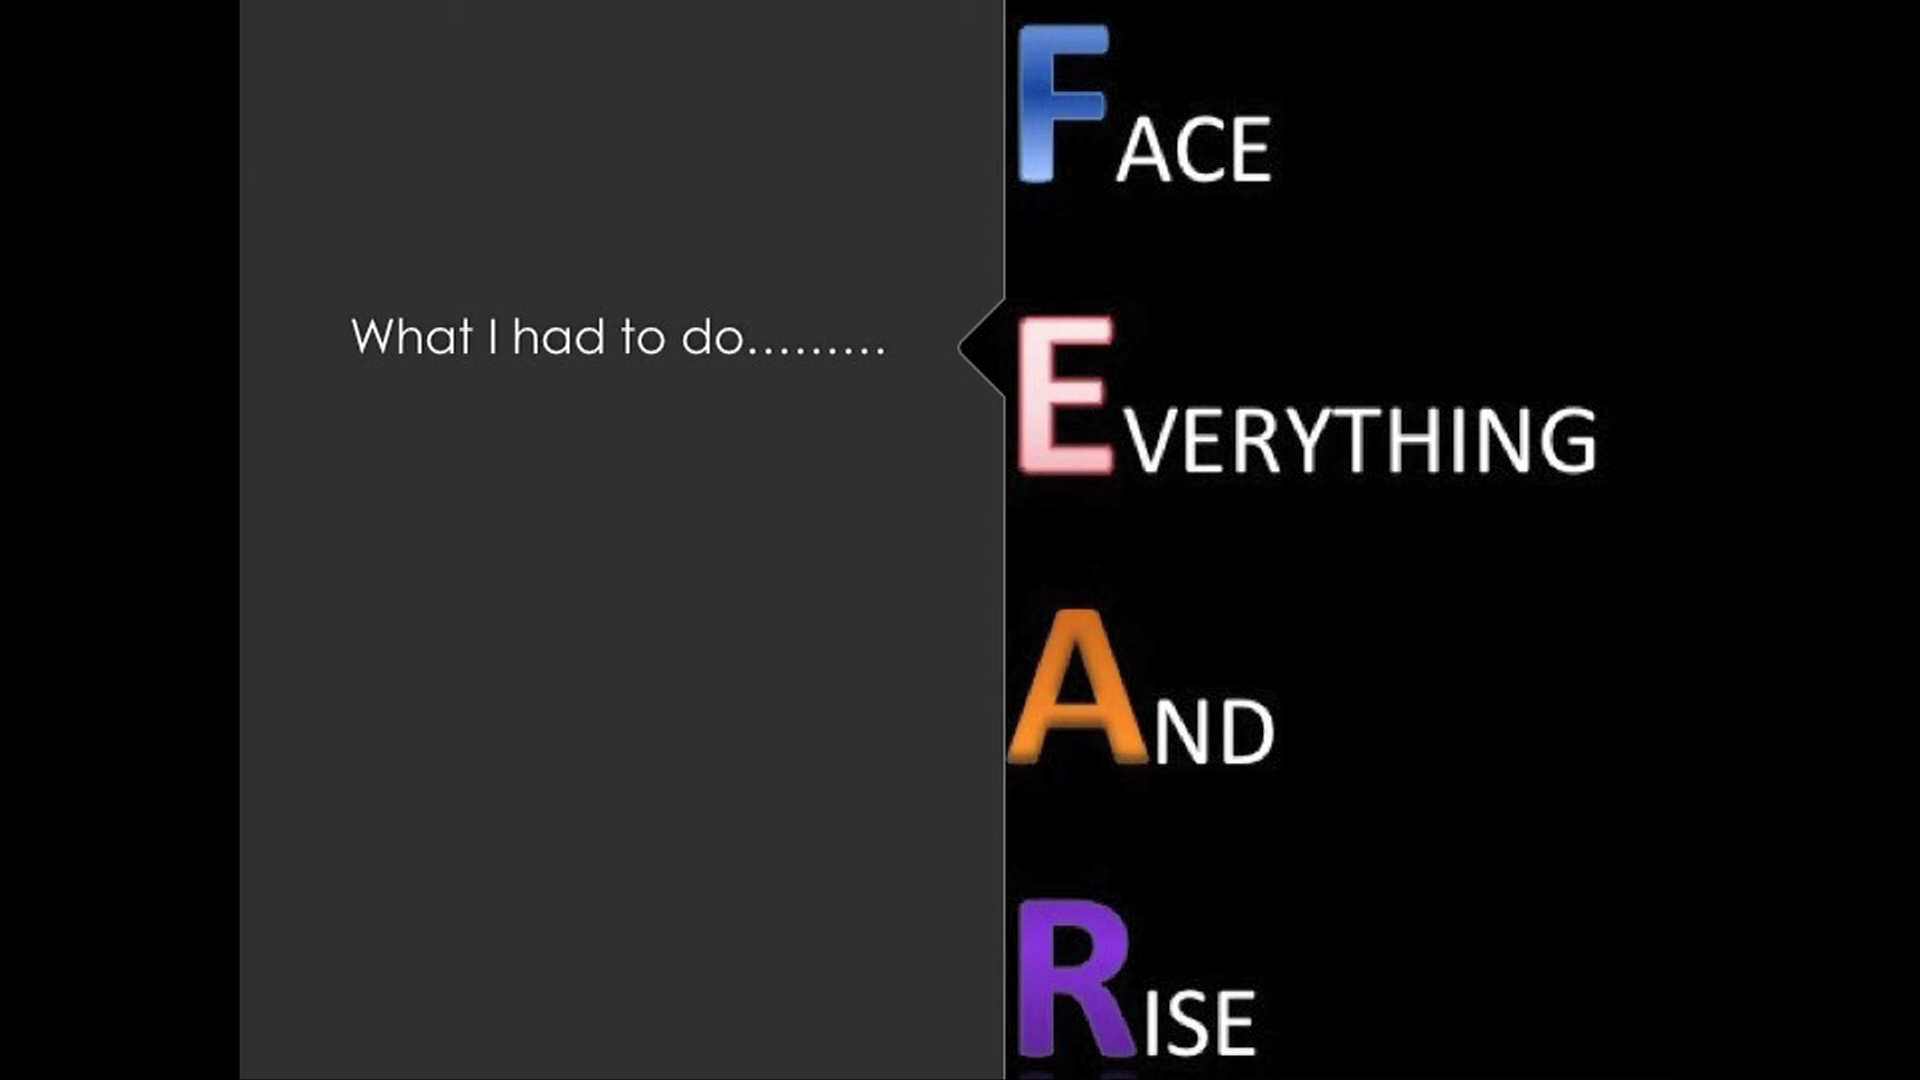 What I had to do.........
FACE
EVERYTHING
AND
RISE